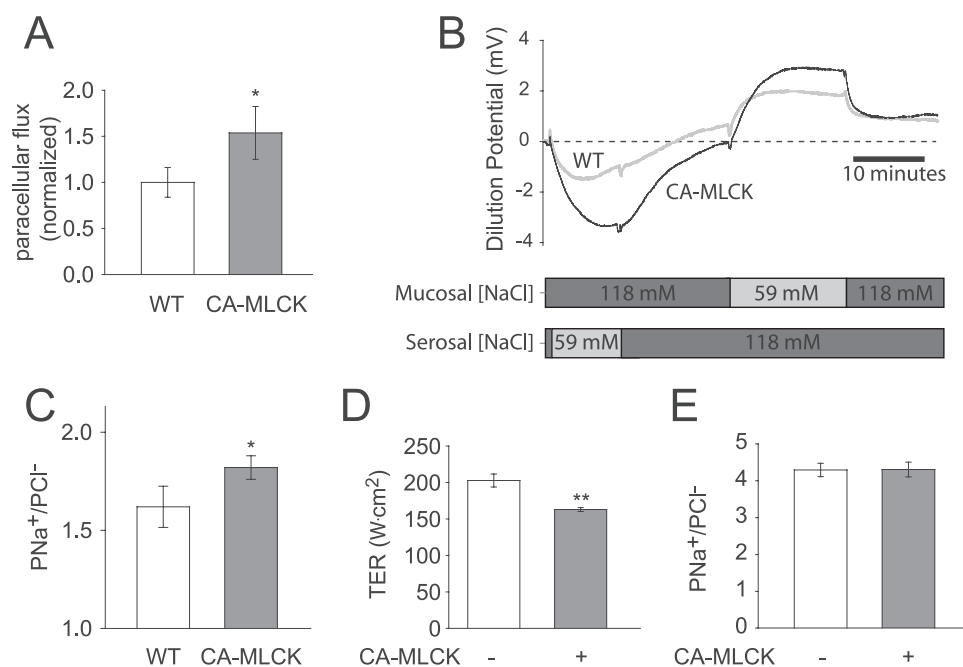 A
paracellular flux
(normalized)
2.0
1.5
1.0
0.5
0.0
*
WT CA-MLCK
B
Dilution Potential (mV)
4
2
0
-2
-4
WT
CA-MLCK
10 minutes
Mucosal [NaCl] 118 mM 59 mM 118 mM
Serosal [NaCl] 59 mM 118 mM
C
PNa+/PCl-
2.0
1.5
1.0
*
WT CA-MLCK
D
TER (W·cm2)
250
200
150
100
50
0
**
CA-MLCK - +
E
PNa+/PCl-
5
4
3
2
1
0
CA-MLCK - +